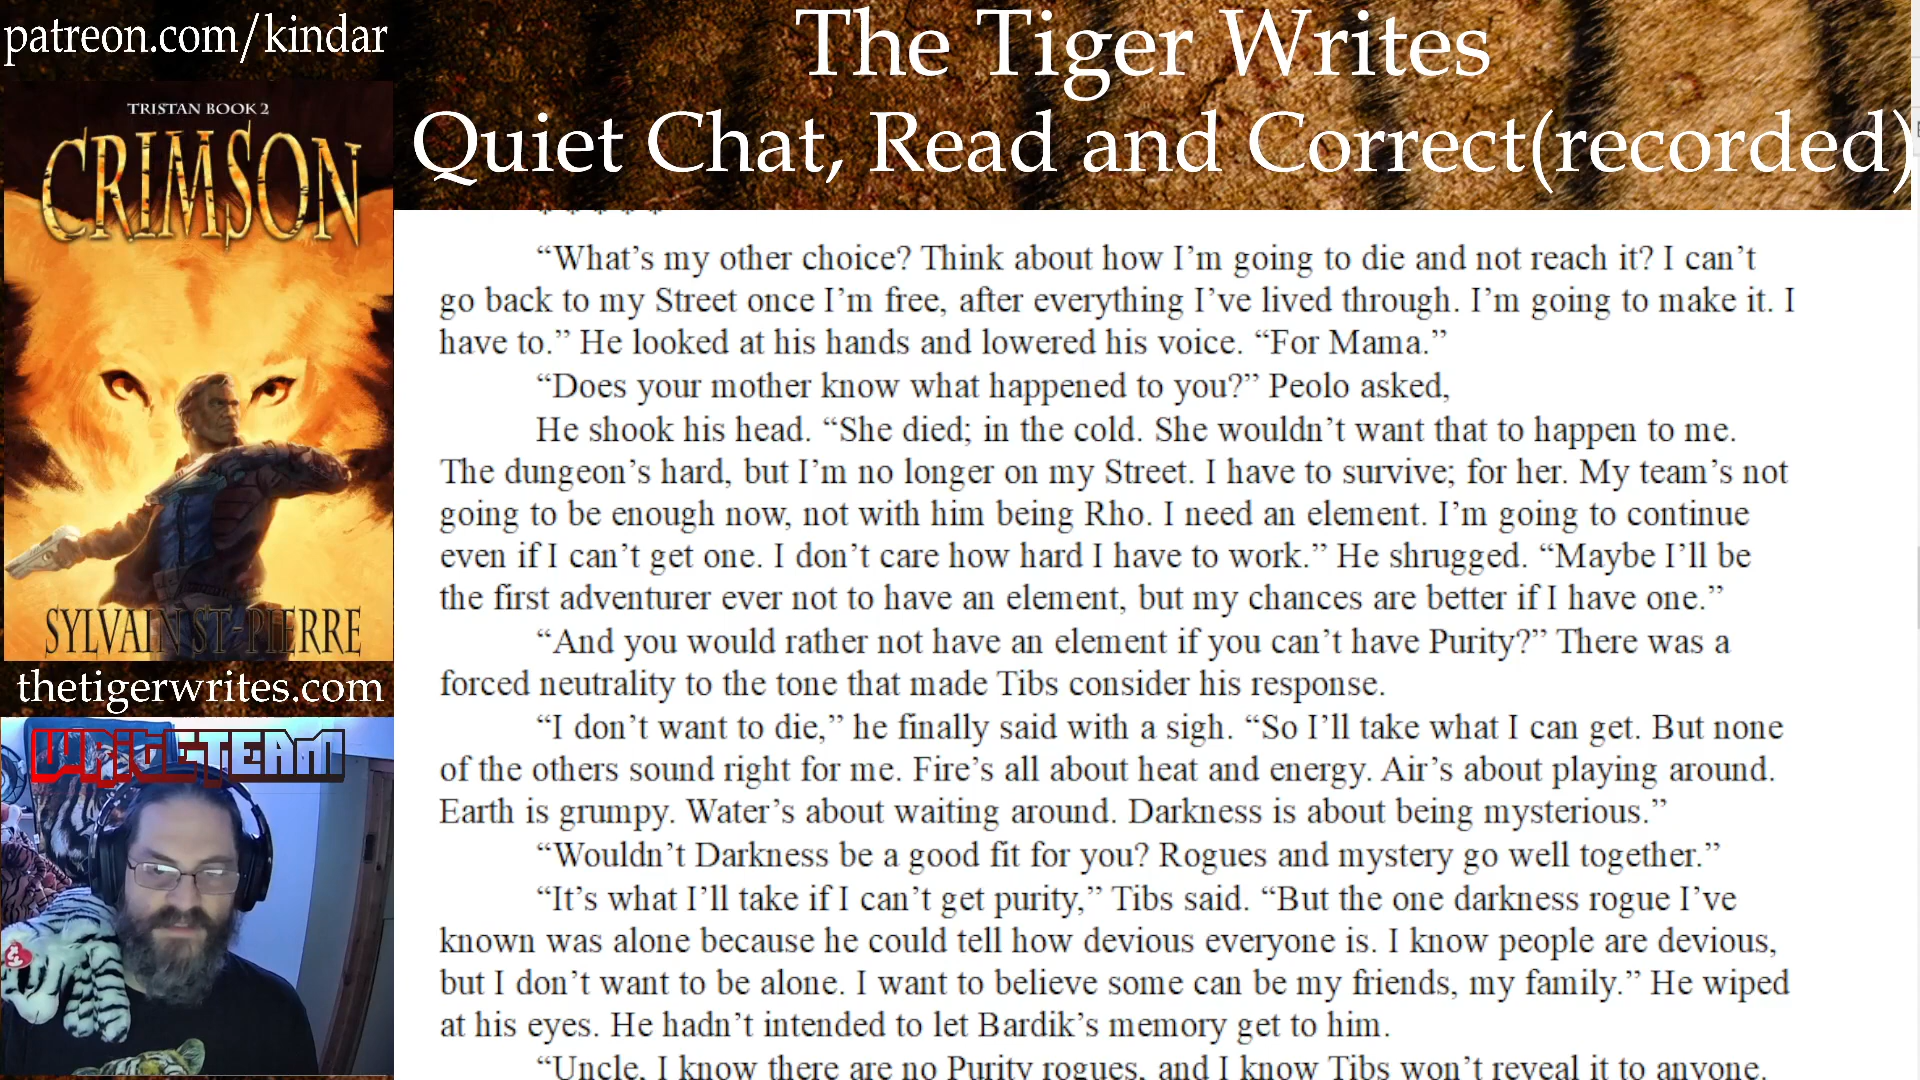 patreon.com/kindar
The Tiger Writes
Quiet Chat, Read and Correct(recorded)
TRISTAN BOOK 2
CRIMSON
SYLVAIN ST-PIERRE
thetigerwrites.com
WRITETEAM
* * * * *
“What’s my other choice? Think about how I’m going to die and not reach it? I can’t
go back to my Street once I’m free, after everything I’ve lived through. I’m going to make it. I
have to.” He looked at his hands and lowered his voice. “For Mama.”
“Does your mother know what happened to you?” Peolo asked,
He shook his head. “She died; in the cold. She wouldn’t want that to happen to me.
The dungeon’s hard, but I’m no longer on my Street. I have to survive; for her. My team’s not
going to be enough now, not with him being Rho. I need an element. I’m going to continue
even if I can’t get one. I don’t care how hard I have to work.” He shrugged. “Maybe I’ll be
the first adventurer ever not to have an element, but my chances are better if I have one.”
“And you would rather not have an element if you can’t have Purity?” There was a
forced neutrality to the tone that made Tibs consider his response.
“I don’t want to die,” he finally said with a sigh. “So I’ll take what I can get. But none
of the others sound right for me. Fire’s all about heat and energy. Air’s about playing around.
Earth is grumpy. Water’s about waiting around. Darkness is about being mysterious.”
“Wouldn’t Darkness be a good fit for you? Rogues and mystery go well together.”
“It’s what I’ll take if I can’t get purity,” Tibs said. “But the one darkness rogue I’ve
known was alone because he could tell how devious everyone is. I know people are devious,
but I don’t want to be alone. I want to believe some can be my friends, my family.” He wiped
at his eyes. He hadn’t intended to let Bardik’s memory get to him.
“Uncle, I know there are no Purity rogues, and I know Tibs won’t reveal it to anyone.